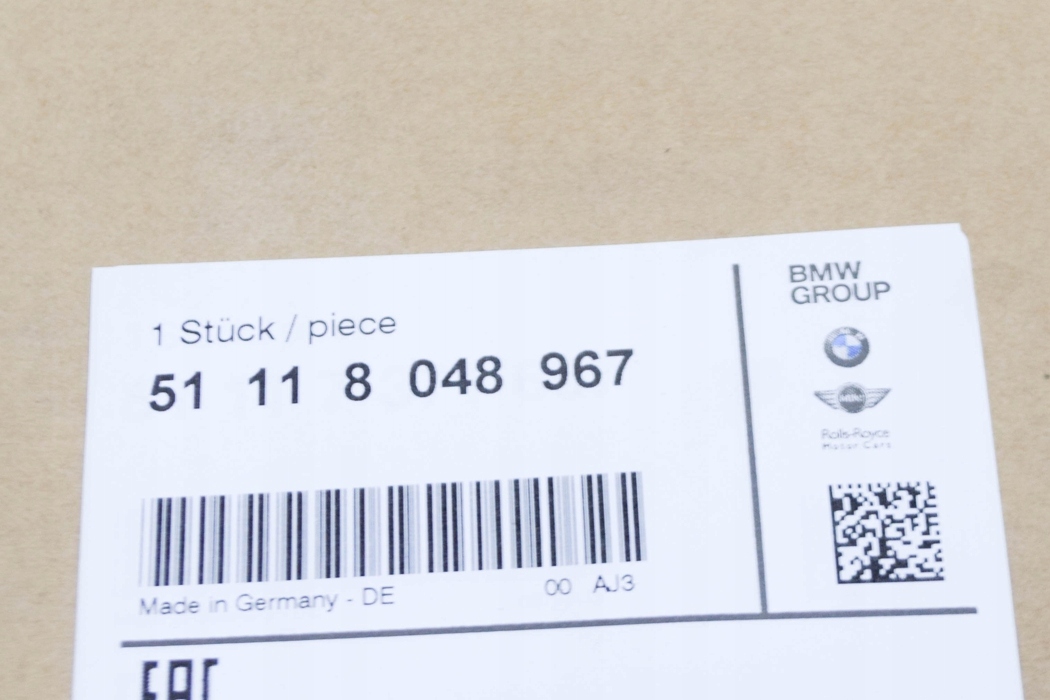 1 Stück / piece
51 11 8 048 967
Made in Germany - DE
00 AJ3
BMW
GROUP
Rolls-Royce
Motor Cars
EAC